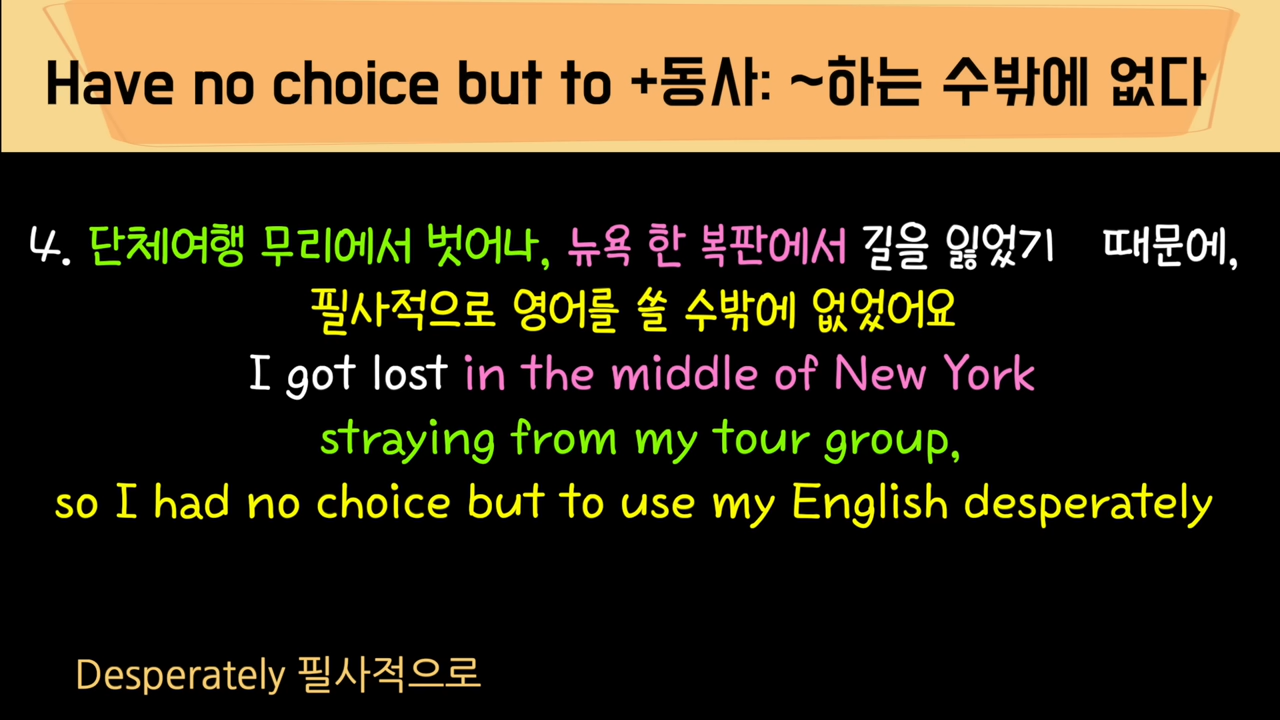 Have no choice but to +동사: ~하는 수밖에 없다
4. 단체여행 무리에서 벗어나, 뉴욕 한 복판에서 길을 잃었기 때문에,
필사적으로 영어를 쓸 수밖에 없었어요
I got lost in the middle of New York
straying from my tour group,
so I had no choice but to use my English desperately
Desperately 필사적으로